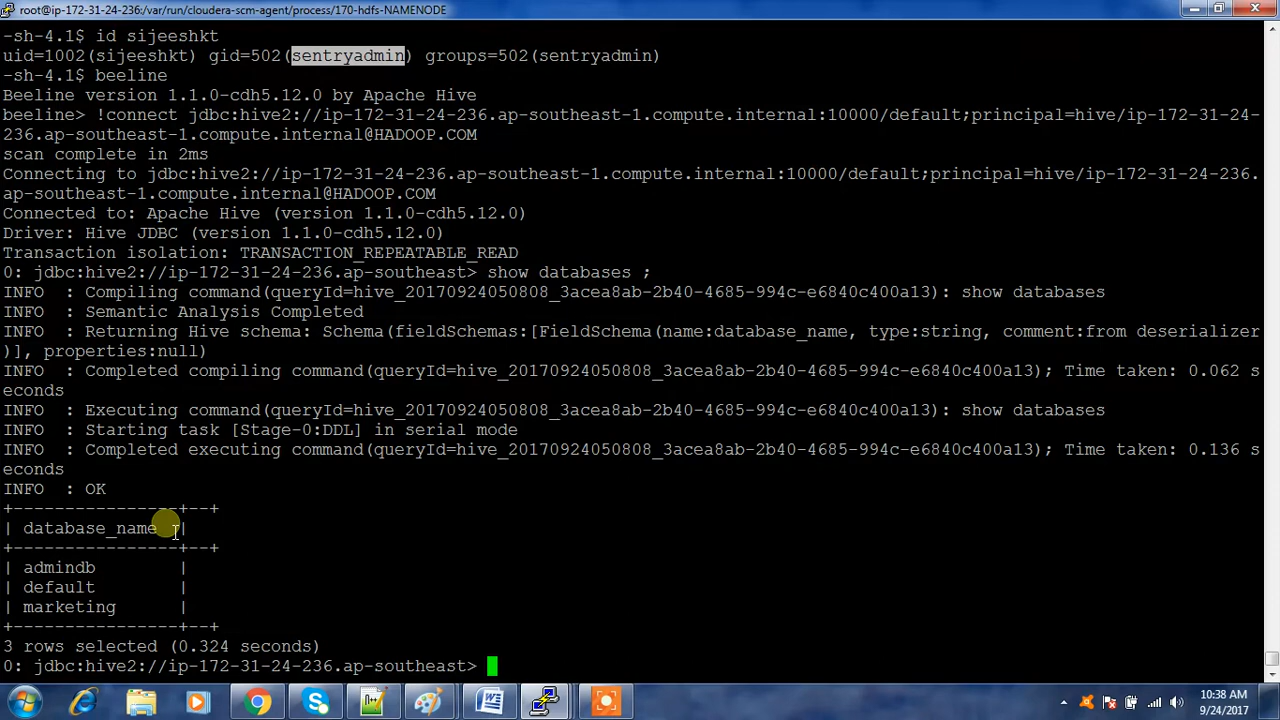 root@ip-172-31-24-236:/var/run/cloudera-scm-agent/process/170-hdfs-NAMENODE
-sh-4.1$ id sijeeshkt
uid=1002(sijeeshkt) gid=502(sentryadmin) groups=502(sentryadmin)
-sh-4.1$ beeline
Beeline version 1.1.0-cdh5.12.0 by Apache Hive
beeline> !connect jdbc:hive2://ip-172-31-24-236.ap-southeast-1.compute.internal:10000/default;principal=hive/ip-172-31-24-
236.ap-southeast-1.compute.internal@HADOOP.COM
scan complete in 2ms
Connecting to jdbc:hive2://ip-172-31-24-236.ap-southeast-1.compute.internal:10000/default;principal=hive/ip-172-31-24-236.
ap-southeast-1.compute.internal@HADOOP.COM
Connected to: Apache Hive (version 1.1.0-cdh5.12.0)
Driver: Hive JDBC (version 1.1.0-cdh5.12.0)
Transaction isolation: TRANSACTION_REPEATABLE_READ
0: jdbc:hive2://ip-172-31-24-236.ap-southeast> show databases ;
INFO  : Compiling command(queryId=hive_20170924050808_3acea8ab-2b40-4685-994c-e6840c400a13): show databases
INFO  : Semantic Analysis Completed
INFO  : Returning Hive schema: Schema(fieldSchemas:[FieldSchema(name:database_name, type:string, comment:from deserializer
)], properties:null)
INFO  : Completed compiling command(queryId=hive_20170924050808_3acea8ab-2b40-4685-994c-e6840c400a13); Time taken: 0.062 s
econds
INFO  : Executing command(queryId=hive_20170924050808_3acea8ab-2b40-4685-994c-e6840c400a13): show databases
INFO  : Starting task [Stage-0:DDL] in serial mode
INFO  : Completed executing command(queryId=hive_20170924050808_3acea8ab-2b40-4685-994c-e6840c400a13); Time taken: 0.136 s
econds
INFO  : OK
+----------------+--+
| database_name  |
+----------------+--+
| admindb        |
| default        |
| marketing      |
+----------------+--+
3 rows selected (0.324 seconds)
0: jdbc:hive2://ip-172-31-24-236.ap-southeast>
10:38 AM
9/24/2017